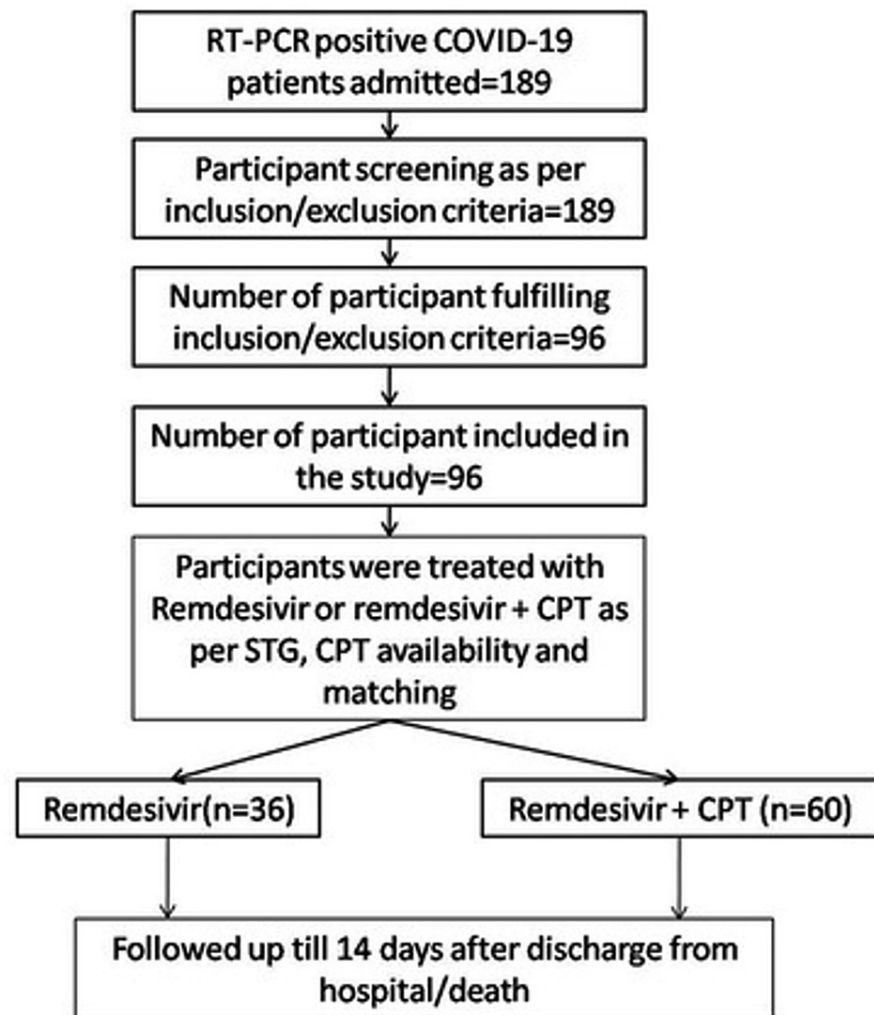 RT-PCR positive COVID-19
patients admitted=189
Participant screening as per
inclusion/exclusion criteria=189
Number of participant fulfilling
inclusion/exclusion criteria=96
Number of participant included in
the study=96
Participants were treated with
Remdesivir or remdesivir + CPT as
per STG, CPT availability and
matching
Remdesivir(n=36)
Remdesivir + CPT (n=60)
Followed up till 14 days after discharge from
hospital/death